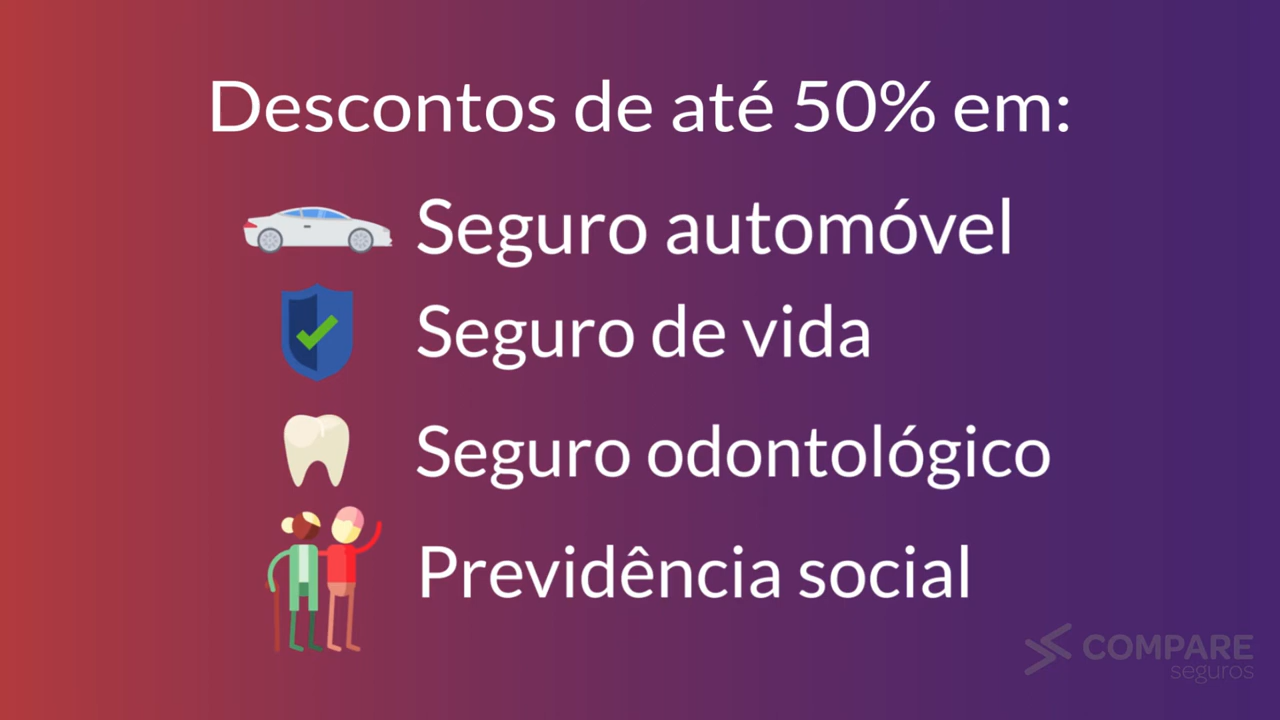 Descontos de até 50% em:
Seguro automóvel
Seguro de vida
Seguro odontológico
Previdência social
COMPARE
seguros